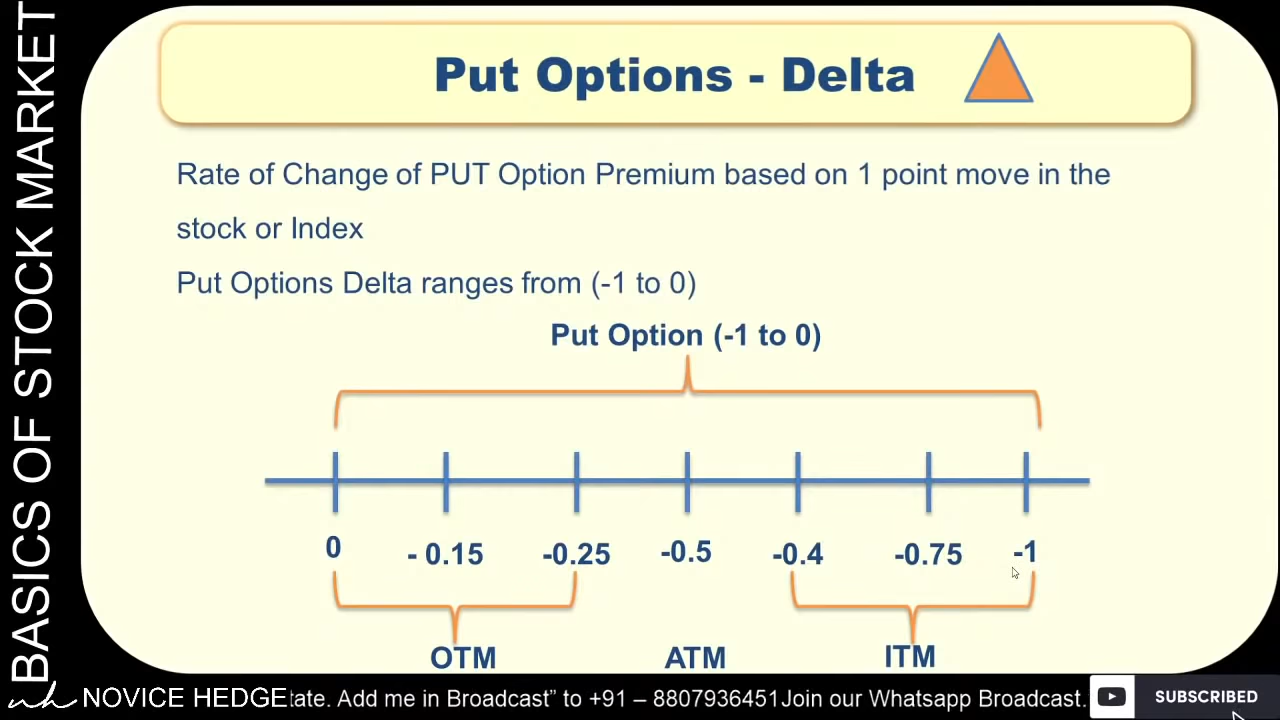 BASICS OF STOCK MARKET
Put Options - Delta
Rate of Change of PUT Option Premium based on 1 point move in the
stock or Index
Put Options Delta ranges from (-1 to 0)
Put Option (-1 to 0)
0 - 0.15 -0.25 -0.5 -0.4 -0.75 -1
OTM ATM ITM
nh NOVICE HEDGE tate. Add me in Broadcast” to +91 – 8807936451Join our Whatsapp Broadcast. SUBSCRIBED